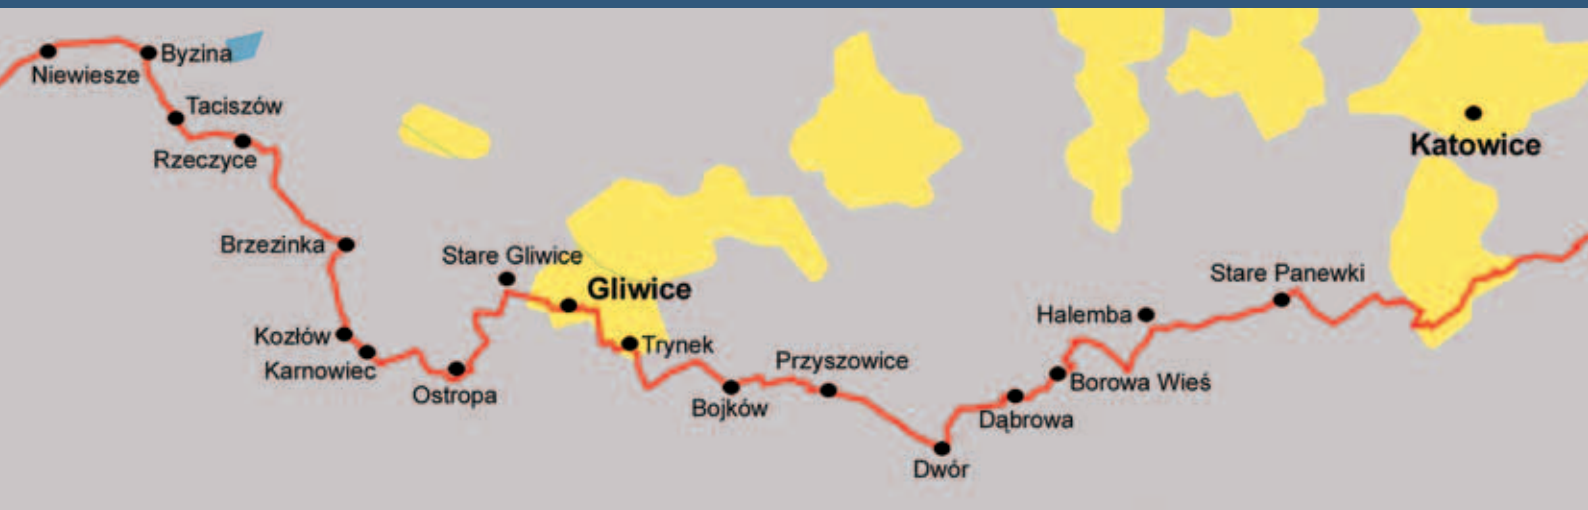 Byzina
Niewiesze
Taciszów
Rzeczyce
Katowice
Brzezinka
Stare Gliwice
Gliwice
Stare Panewki
Halemba
Kozłów
Trynek
Karnowiec
Przyszowice
Borowa Wieś
Ostropa
Bojków
Dąbrowa
Dwór